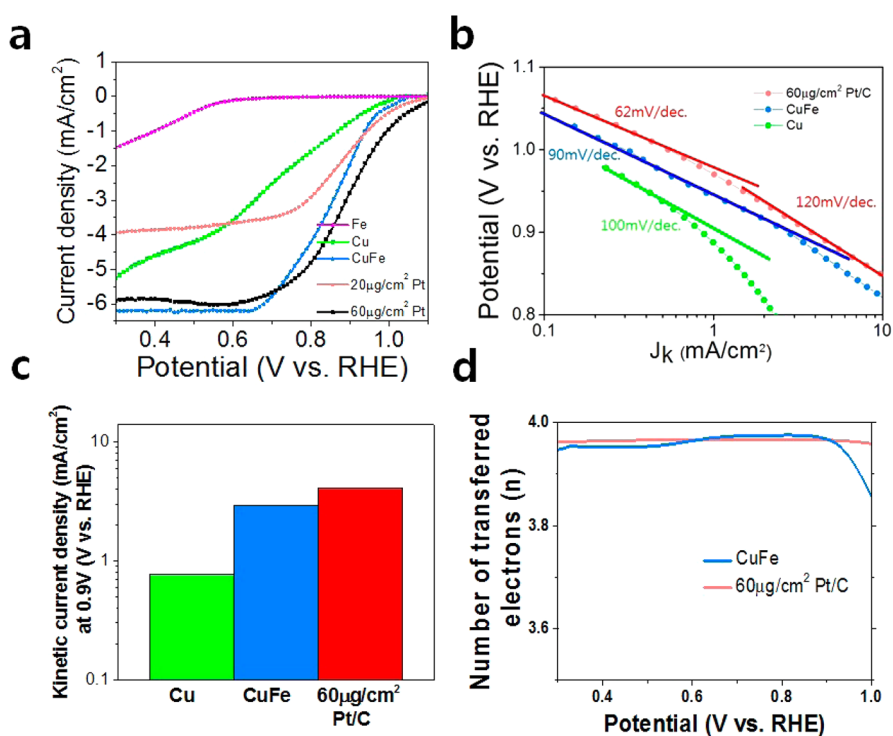 a
Current density (mA/cm²)
0
-1
-2
-3
-4
-5
-6
Fe
Cu
CuFe
20μg/cm² Pt
60μg/cm² Pt
0.4 0.6 0.8 1.0
Potential (V vs. RHE)
b
Potential (V vs. RHE)
1.1
1.0
0.9
0.8
60μg/cm² Pt/C
CuFe
Cu
62mV/dec.
90mV/dec.
120mV/dec.
100mV/dec.
0.1 1 10
Jk (mA/cm²)
c
Kinetic current density (mA/cm²)
at 0.9V (V vs. RHE)
10
1
0.1
Cu CuFe 60μg/cm²
Pt/C
d
Number of transferred
electrons (n)
4.0
3.8
3.6
CuFe
60μg/cm² Pt/C
0.4 0.6 0.8 1.0
Potential (V vs. RHE)